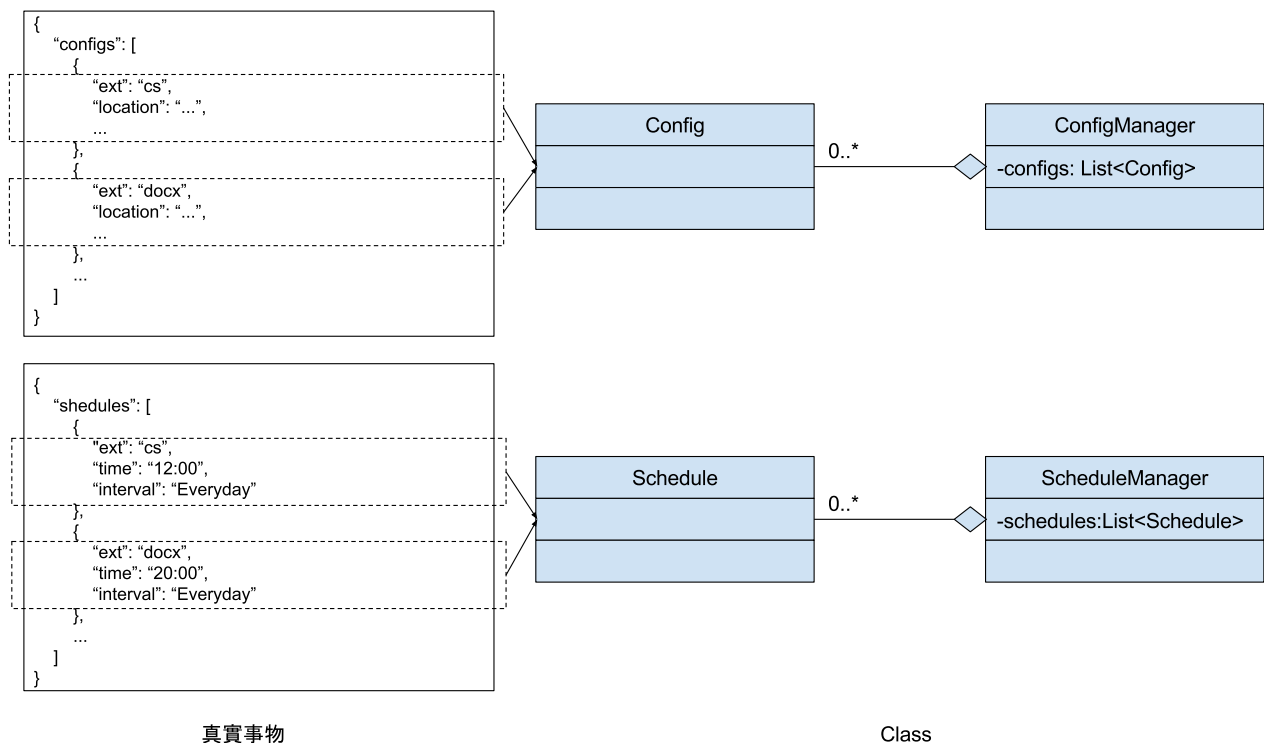 {
“configs”: [
{
“ext”: “cs”,
“location”: “...”,
...
},
{
“ext”: “docx”,
“location”: “...”,
...
},
...
]
}
Config
0..*
ConfigManager
-configs: List<Config>
{
“shedules”: [
{
"ext”: “cs”,
“time”: “12:00”,
“interval”: “Everyday”
},
{
“ext”: “docx”,
“time”: “20:00”,
“interval”: “Everyday”
},
...
]
}
Schedule
0..*
ScheduleManager
-schedules:List<Schedule>
真實事物
Class